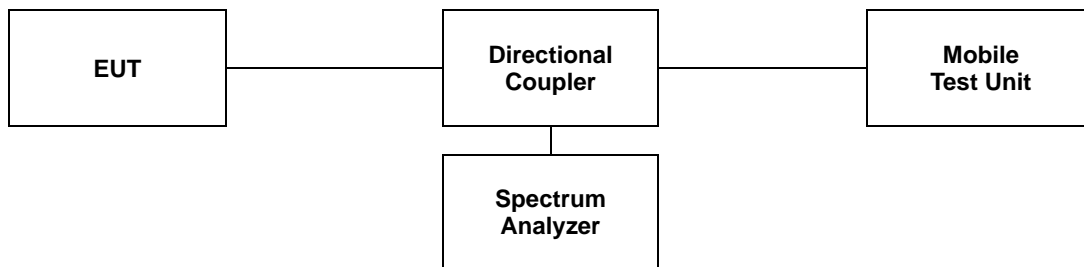 EUT
Directional
Coupler
Mobile
Test Unit
Spectrum
Analyzer